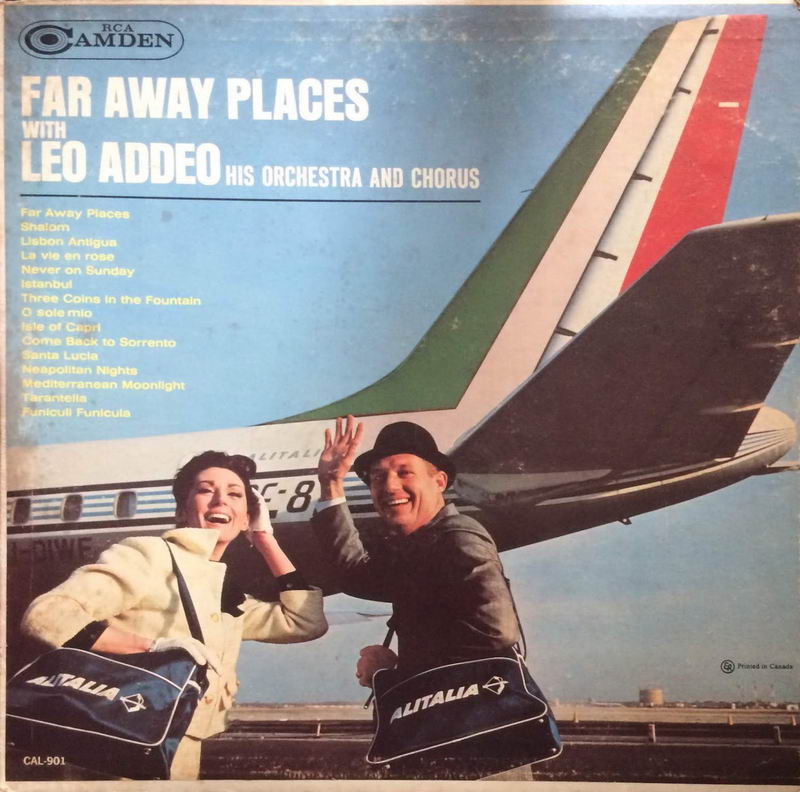 RCA
CAMDEN
FAR AWAY PLACES
WITH
LEO ADDEO HIS ORCHESTRA AND CHORUS
Far Away Places
Shalom
Lisbon Antigua
La vie en rose
Never on Sunday
Istanbul
Three Coins in the Fountain
O sole mio
Isle of Capri
Come Back to Sorrento
Santa Lucia
Neapolitan Nights
Mediterranean Moonlight
Tarantella
Funiculi Funicula
ALITALI
DC-8
I-DIWE
ALITALIA
ALITALIA
Printed in Canada
CAL-901